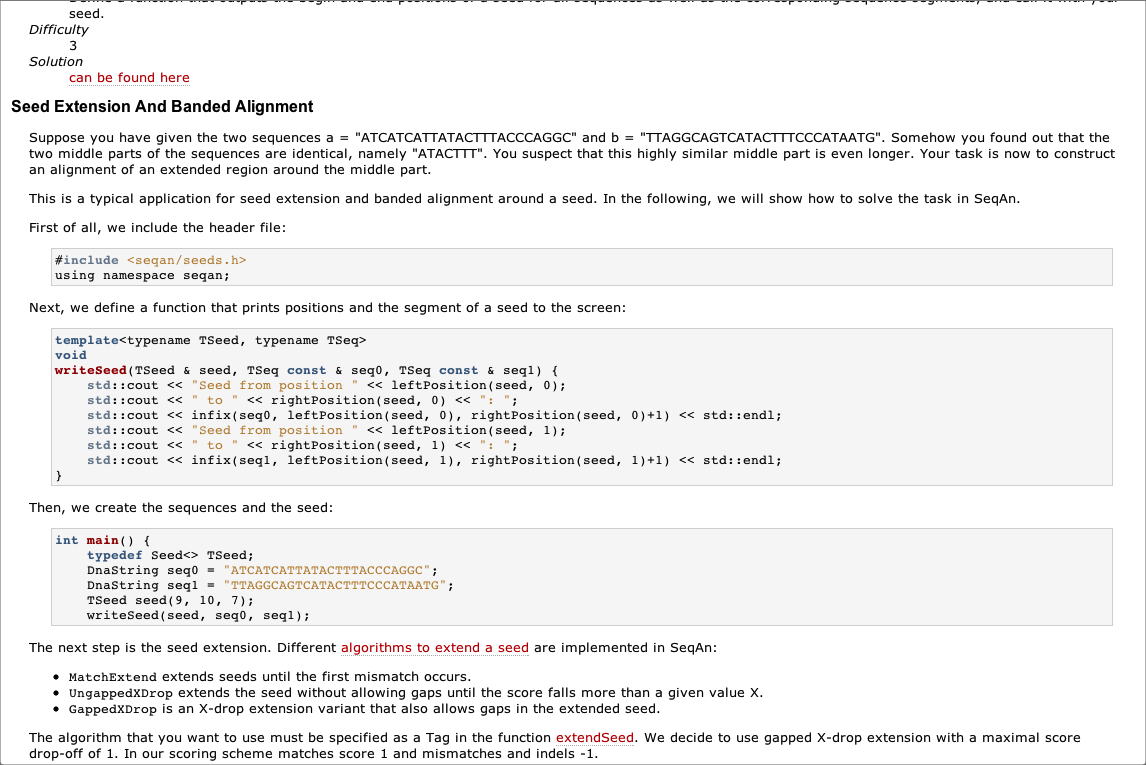 seed.
Difficulty
3
Solution
can be found here
Seed Extension And Banded Alignment
Suppose you have given the two sequences a = "ATCATCATTATACTTTACCCAGGC" and b = "TTAGGCAGTCATACTTTCCCATAATG". Somehow you found out that the
two middle parts of the sequences are identical, namely "ATACTTT". You suspect that this highly similar middle part is even longer. Your task is now to construct
an alignment of an extended region around the middle part.
This is a typical application for seed extension and banded alignment around a seed. In the following, we will show how to solve the task in SeqAn.
First of all, we include the header file:
#include <seqan/seeds.h>
using namespace seqan;
Next, we define a function that prints positions and the segment of a seed to the screen:
template<typename TSeed, typename TSeq>
void
writeSeed(TSeed & seed, TSeq const & seq0, TSeq const & seq1) {
    std::cout << "Seed from position " << leftPosition(seed, 0);
    std::cout << " to " << rightPosition(seed, 0) << ": ";
    std::cout << infix(seq0, leftPosition(seed, 0), rightPosition(seed, 0)+1) << std::endl;
    std::cout << "Seed from position " << leftPosition(seed, 1);
    std::cout << " to " << rightPosition(seed, 1) << ": ";
    std::cout << infix(seq1, leftPosition(seed, 1), rightPosition(seed, 1)+1) << std::endl;
}
Then, we create the sequences and the seed:
int main() {
    typedef Seed<> TSeed;
    DnaString seq0 = "ATCATCATTATACTTTACCCAGGC";
    DnaString seq1 = "TTAGGCAGTCATACTTTCCCATAATG";
    TSeed seed(9, 10, 7);
    writeSeed(seed, seq0, seq1);
The next step is the seed extension. Different algorithms to extend a seed are implemented in SeqAn:
• MatchExtend extends seeds until the first mismatch occurs.
• UngappedXDrop extends the seed without allowing gaps until the score falls more than a given value X.
• GappedXDrop is an X-drop extension variant that also allows gaps in the extended seed.
The algorithm that you want to use must be specified as a Tag in the function extendSeed. We decide to use gapped X-drop extension with a maximal score
drop-off of 1. In our scoring scheme matches score 1 and mismatches and indels -1.